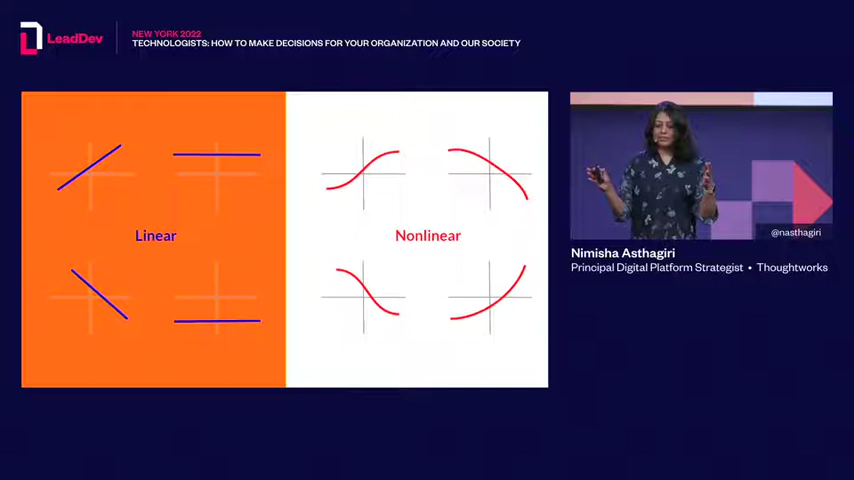 LeadDev
NEW YORK 2022
TECHNOLOGISTS: HOW TO MAKE DECISIONS FOR YOUR ORGANIZATION AND OUR SOCIETY
Linear
Nonlinear
@nasthagiri
Nimisha Asthagiri
Principal Digital Platform Strategist • Thoughtworks